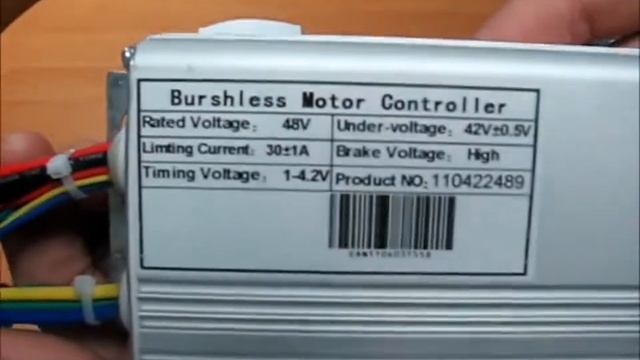 Burshless Motor Controller
Rated Voltage: 48V
Under-voltage: 42V±0.5V
Limting Current: 30±1A
Brake Voltage: High
Timing Voltage: 1-4.2V
Product NO: 110422489